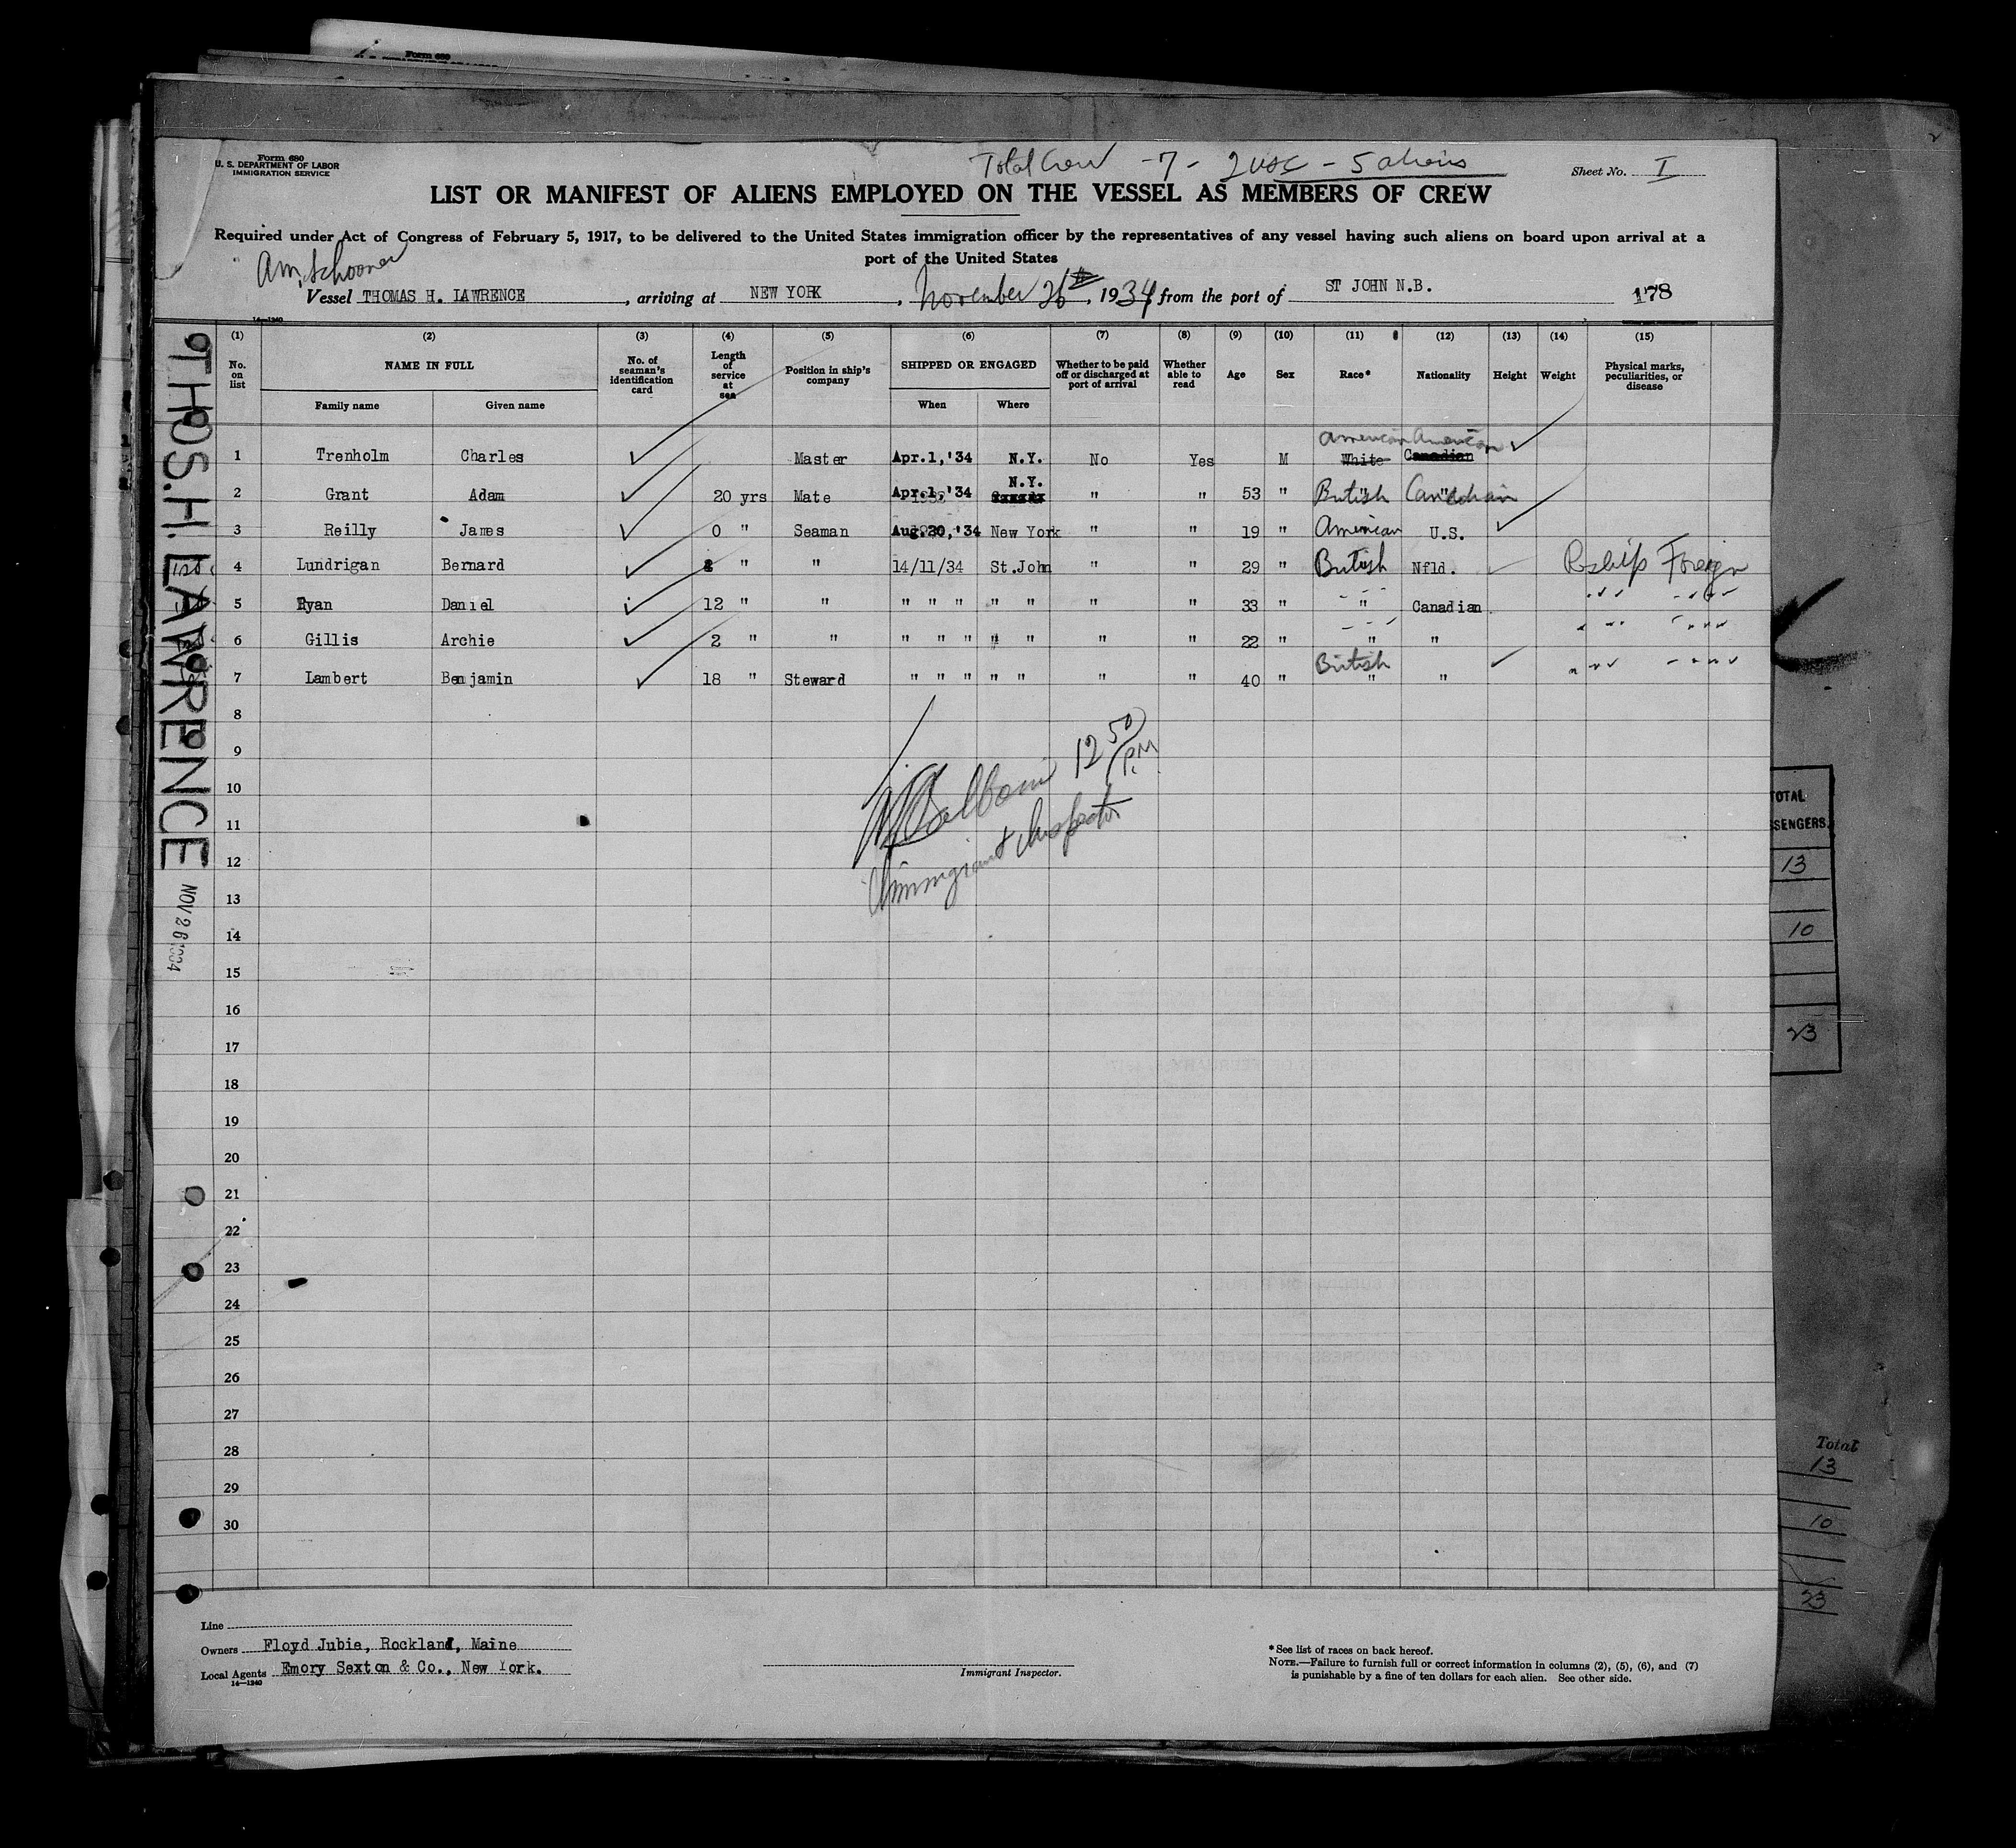 Form 680
Form 680
U. S. DEPARTMENT OF LABOR
IMMIGRATION SERVICE
Total Crew - 7 - 2 USC - 5 aliens
Sheet No. I
LIST OR MANIFEST OF ALIENS EMPLOYED ON THE VESSEL AS MEMBERS OF CREW
Required under Act of Congress of February 5, 1917, to be delivered to the United States immigration officer by the representatives of any vessel having such aliens on board upon arrival at a
port of the United States
Am. Schooner
Vessel THOMAS H. LAWRENCE, arriving at NEW YORK, November 26th, 1934, from the port of ST JOHN N.B. 178
14—1240
(1) (2) (3) (4) (5) (6) (7) (8) (9) (10) (11) (12) (13) (14) (15)
No. on list NAME IN FULL No. of seaman's identification card Length of service at sea Position in ship's company SHIPPED OR ENGAGED Whether to be paid off or discharged at port of arrival Whether able to read Age Sex Race* Nationality Height Weight Physical marks, peculiarities, or disease
Family name Given name When Where
American American
1 Trenholm Charles Master Apr.1,'34 N.Y. No Yes M White Canadian
2 Grant Adam 20 yrs Mate Apr.1,'34 N.Y. " " 53 " British Canadian
3 Reilly James 0 " Seaman Aug.20,'34 New York " " 19 " American U.S.
4 Lundrigan Bernard " " 14/11/34 St.John " " 29 " British Nfld. Reships Foreign
5 Ryan Daniel 12 " " " " " " " " " 33 " " Canadian
6 Gillis Archie 2 " " " " " " " " " 22 " " "
British
7 Lambert Benjamin 18 " Steward " " " " " " " 40 " " "
8
9
10
11
12
13
14
15
16
17
18
19
20
21
22
23
24
25
26
27
28
29
30
12 50 P.M.
Immigrant Inspector
THOS. H. LAWRENCE
NOV 26 1934
TOTAL
SSENGERS
13
10
23
Total
13
10
23
Line
Owners Floyd Jubie, Rockland, Maine
Local Agents Emory Sexton & Co., New York.
14—1240
Immigrant Inspector.
* See list of races on back hereof.
NOTE.—Failure to furnish full or correct information in columns (2), (5), (6), and (7)
is punishable by a fine of ten dollars for each alien. See other side.